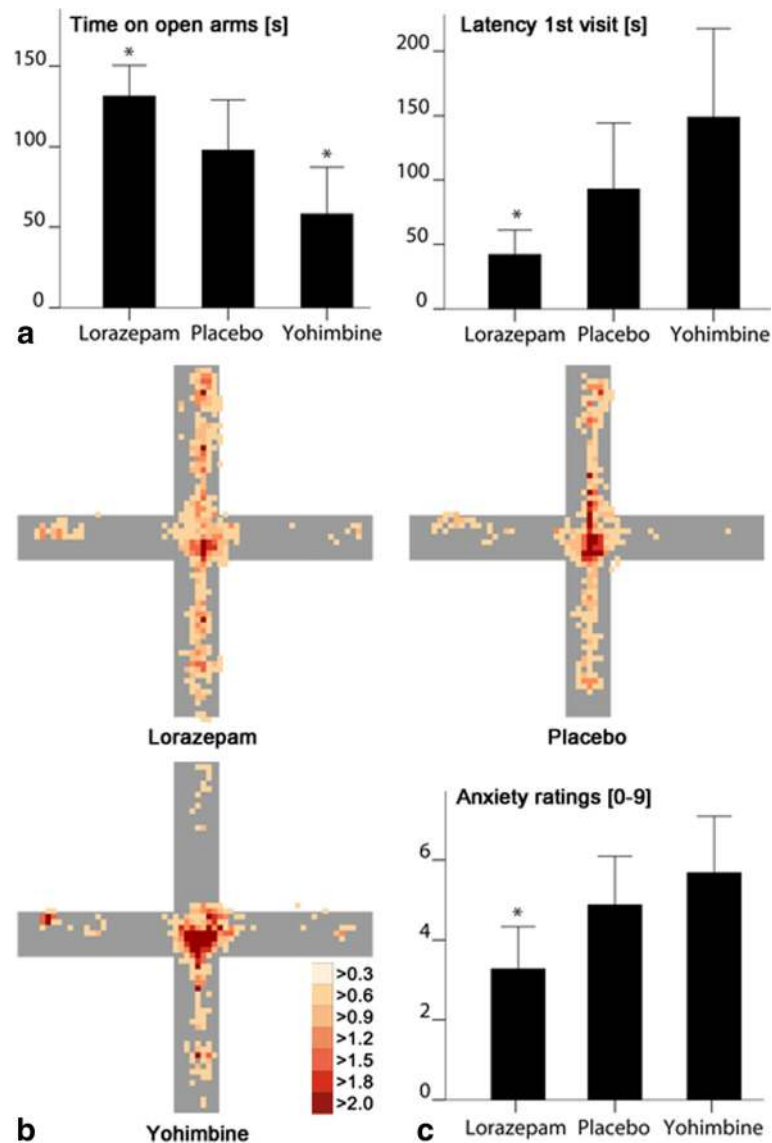 Time on open arms [s]
150
100
50
0
*
*
Lorazepam Placebo Yohimbine
a
Latency 1st visit [s]
200
150
100
50
0
*
Lorazepam Placebo Yohimbine
Lorazepam
Placebo
Yohimbine
>0.3
>0.6
>0.9
>1.2
>1.5
>1.8
>2.0
b
Anxiety ratings [0-9]
6
4
2
0
*
Lorazepam Placebo Yohimbine
c